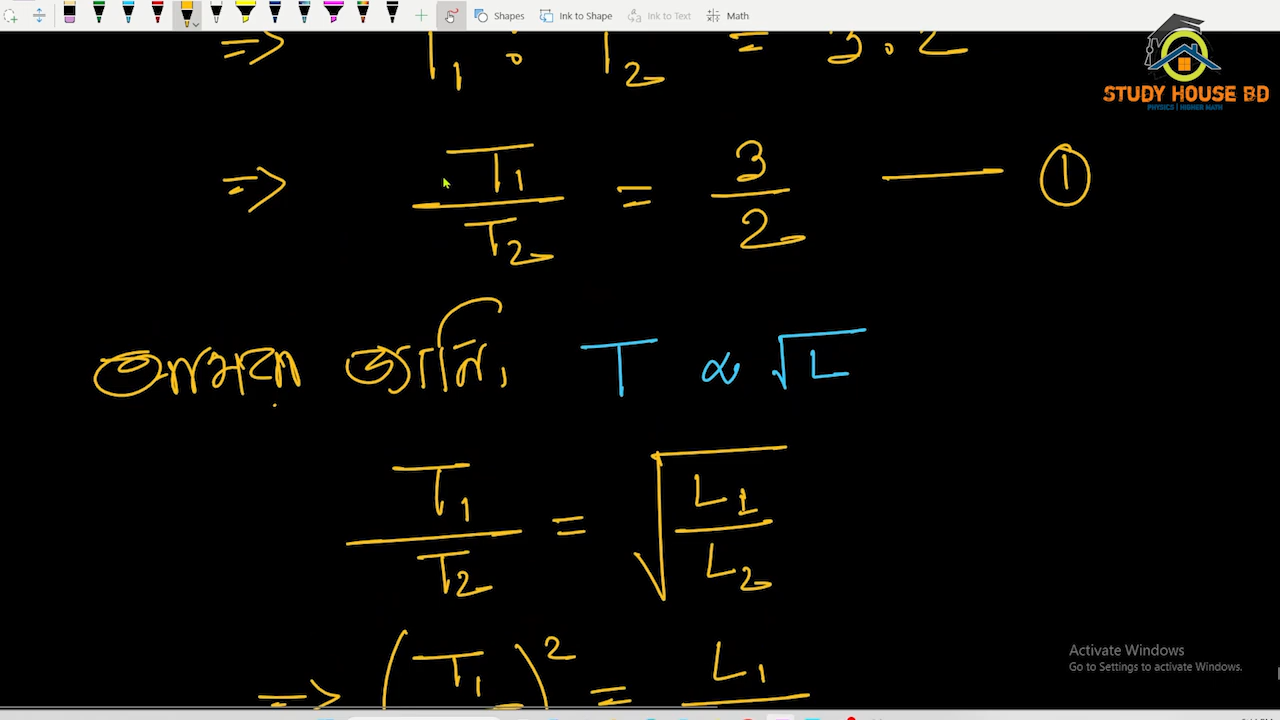 Shapes Ink to Shape Ink to Text Math
STUDY HOUSE BD
PHYSICS | HIGHER MATH
=> T₁ : T₂ = 3:2
=> T₁/T₂ = 3/2 —— ①
আমরা জানি, T ∝ √L
T₁/T₂ = √(L₁/L₂)
=> (T₁)² = L₁
Activate Windows
Go to Settings to activate Windows.